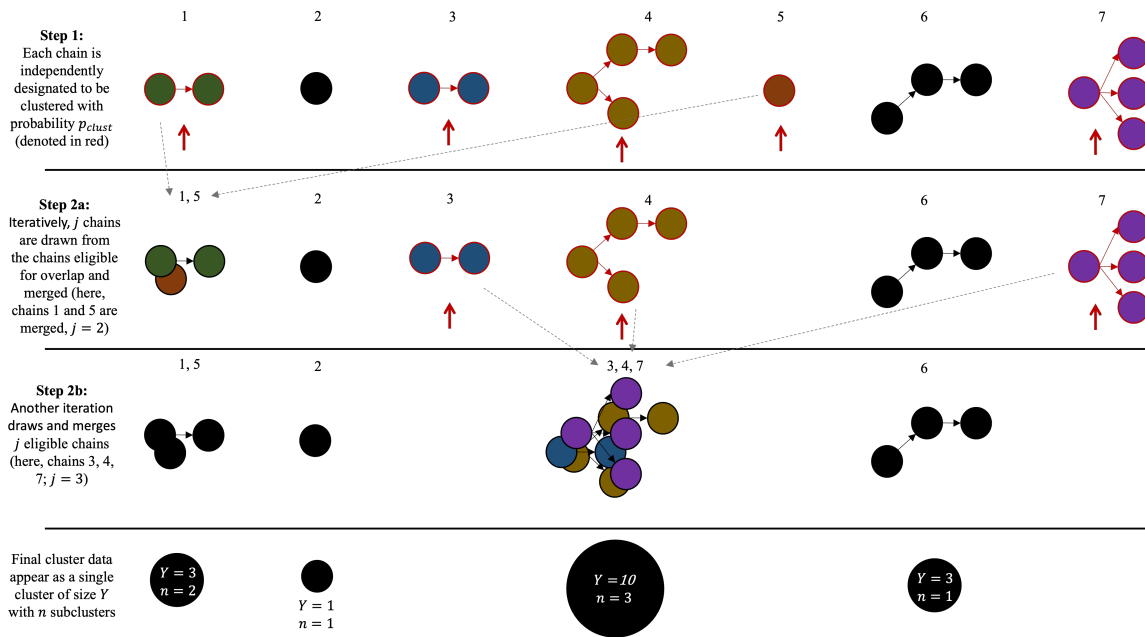 1 2 3 4 5 6 7
Step 1:
Each chain is
independently
designated to be
clustered with
probability p_clust
(denoted in red)
1, 5 2 3 4 6 7
Step 2a:
Iteratively, j chains
are drawn from
the chains eligible
for overlap and
merged (here,
chains 1 and 5 are
merged, j = 2)
1, 5 2 3, 4, 7 6
Step 2b:
Another iteration
draws and merges
j eligible chains
(here, chains 3, 4,
7; j = 3)
Final cluster data
appear as a single
cluster of size Y
with n subclusters
Y = 3
n = 2
Y = 1
n = 1
Y =10
n = 3
Y = 3
n = 1